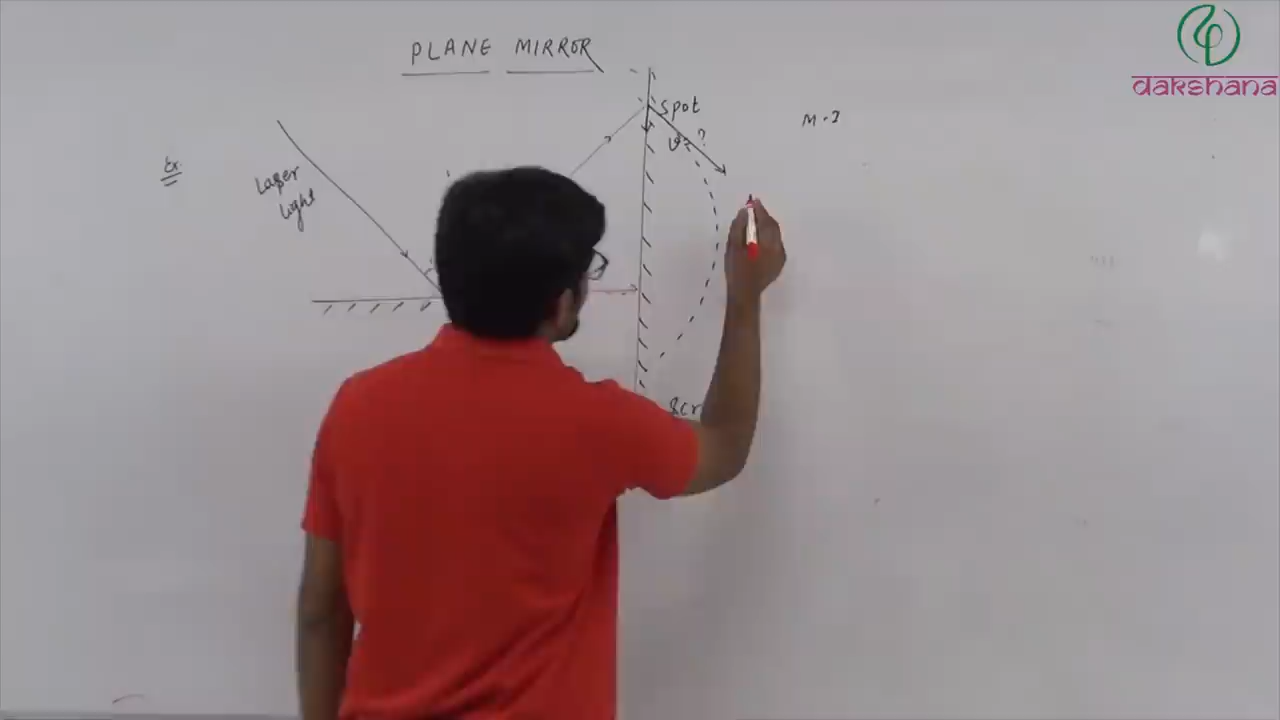 dakshana
PLANE MIRROR
spot
M-I
v = ?
Ex
Laser
light
Scr